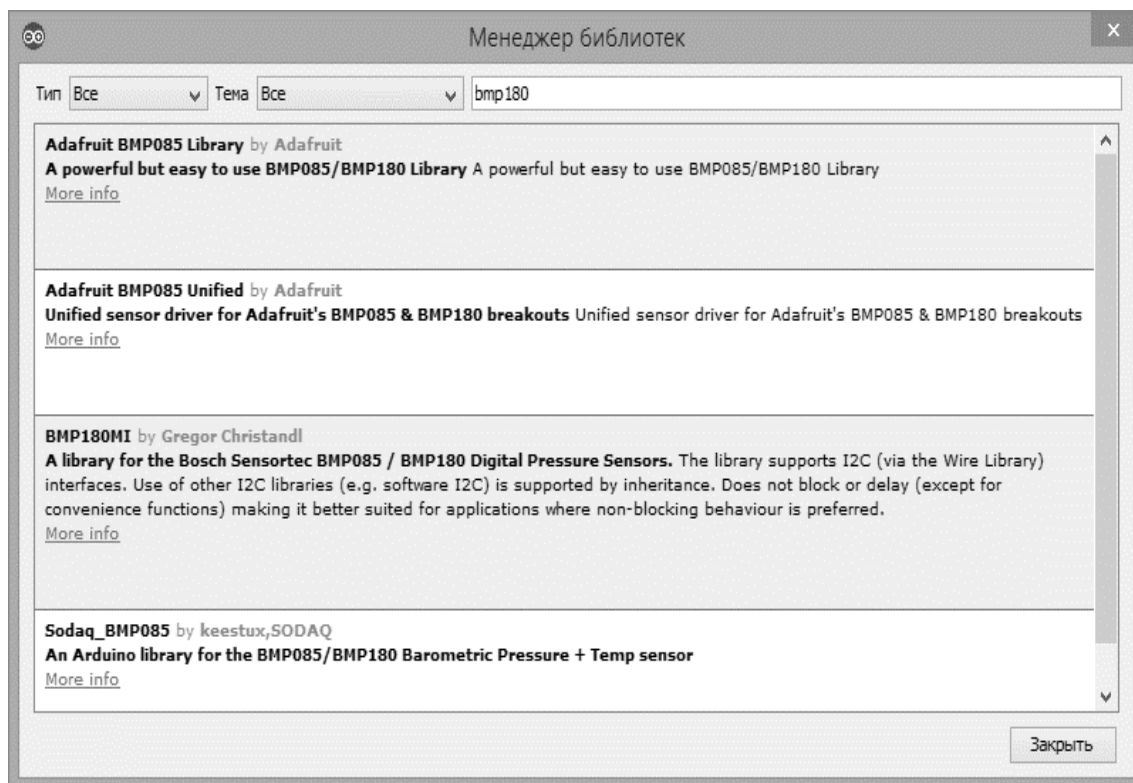 Менеджер библиотек
x
Тип Все Тема Все bmp180
Adafruit BMP085 Library by Adafruit
A powerful but easy to use BMP085/BMP180 Library A powerful but easy to use BMP085/BMP180 Library
More info
Adafruit BMP085 Unified by Adafruit
Unified sensor driver for Adafruit's BMP085 & BMP180 breakouts Unified sensor driver for Adafruit's BMP085 & BMP180 breakouts
More info
BMP180MI by Gregor Christandl
A library for the Bosch Sensortec BMP085 / BMP180 Digital Pressure Sensors. The library supports I2C (via the Wire Library)
interfaces. Use of other I2C libraries (e.g. software I2C) is supported by inheritance. Does not block or delay (except for
convenience functions) making it better suited for applications where non-blocking behaviour is preferred.
More info
Sodaq_BMP085 by keestux,SODAQ
An Arduino library for the BMP085/BMP180 Barometric Pressure + Temp sensor
More info
Закрыть